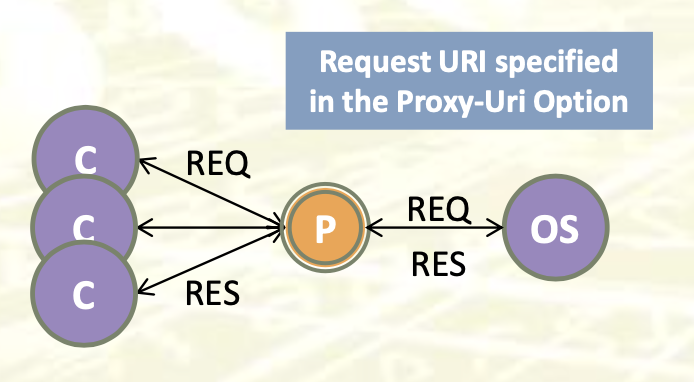 Request URI specified
in the Proxy-Uri Option
C
REQ
C
P
REQ
OS
RES
C
RES